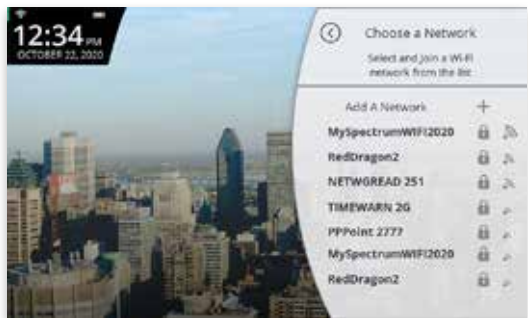 12:34 PM
OCTOBER 22, 2020
Choose a Network
Select and Join a Wi-Fi
network from the list
Add A Network
MySpectrumWIFI2020
RedDragon2
NETWGREAD 251
TIMEWARN 2G
PPPoint 2777
MySpectrumWIFI2020
RedDragon2